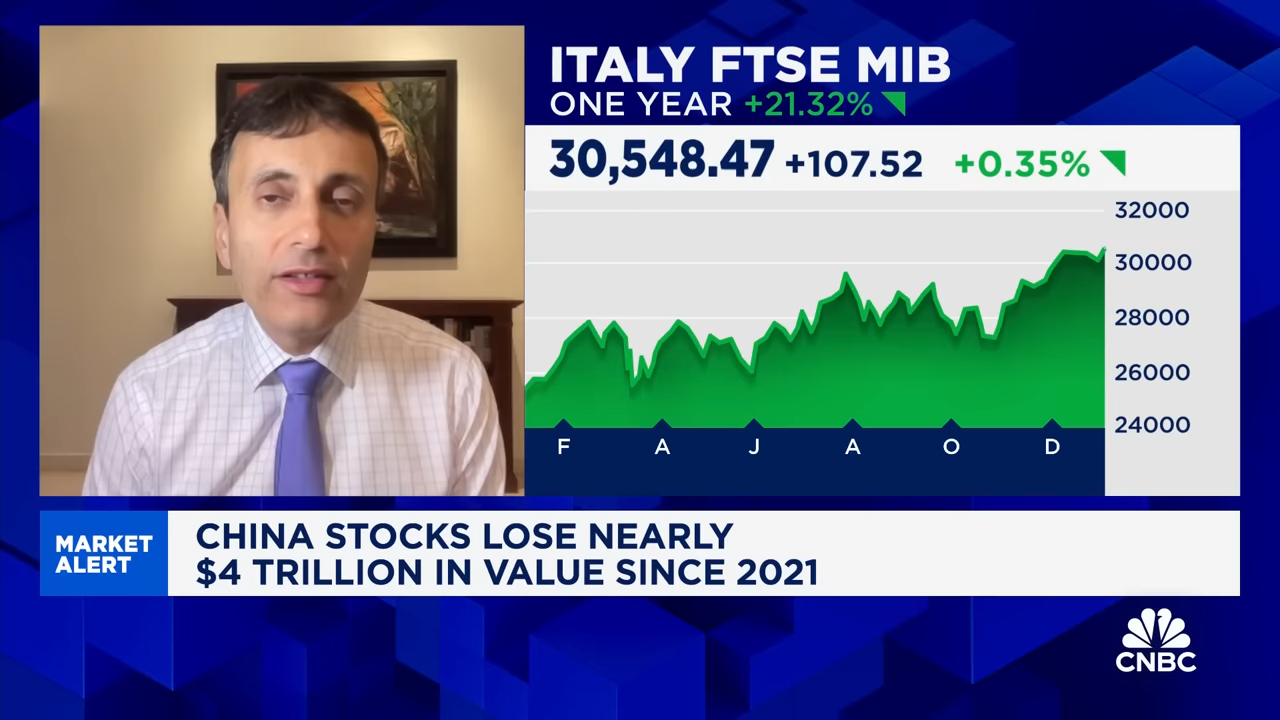 ITALY FTSE MIB
ONE YEAR +21.32%
30,548.47 +107.52 +0.35%
32000
30000
28000
26000
24000
F A J A O D
MARKET ALERT
CHINA STOCKS LOSE NEARLY
$4 TRILLION IN VALUE SINCE 2021
CNBC